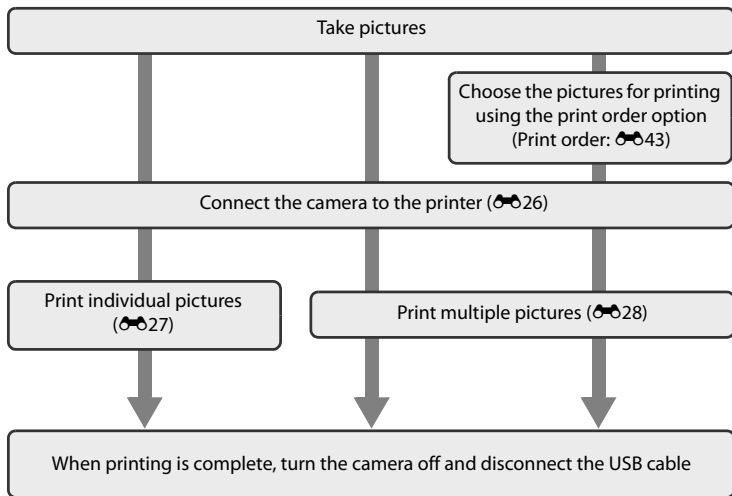 Take pictures
Choose the pictures for printing
using the print order option
(Print order: 43)
Connect the camera to the printer (26)
Print individual pictures
(27)
Print multiple pictures (28)
When printing is complete, turn the camera off and disconnect the USB cable